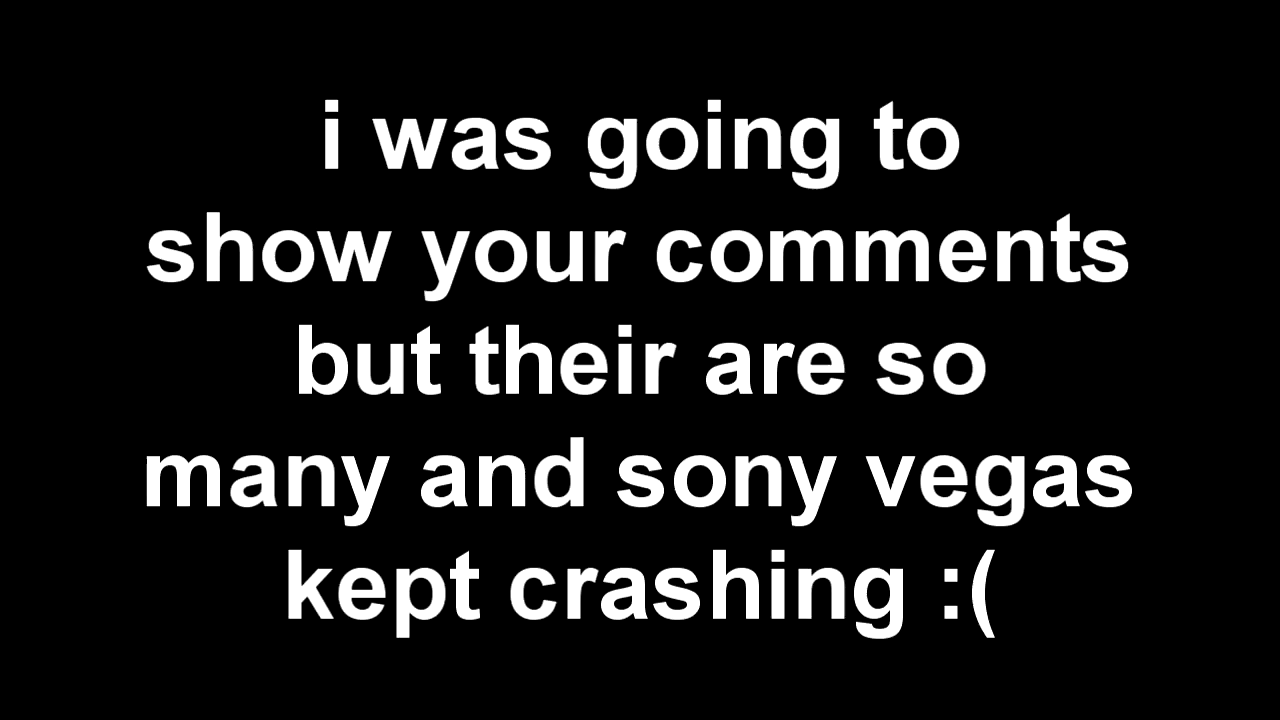 i was going to
show your comments
but their are so
many and sony vegas
kept crashing :(